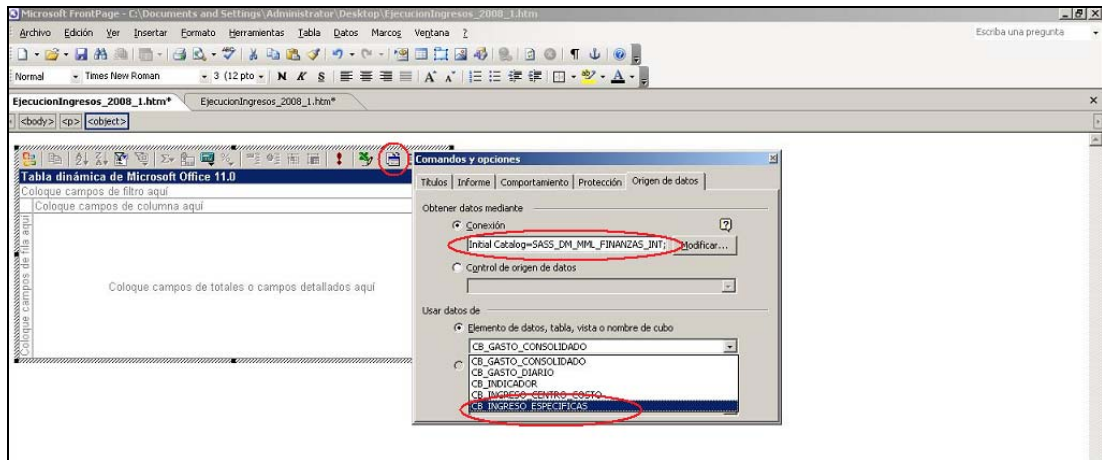 Microsoft FrontPage - C:\Documents and Settings\Administrator\Desktop\EjecucionIngresos_2008_1.htm
Archivo Edición Ver Insertar Formato Herramientas Tabla Datos Marcos Ventana ? Escriba una pregunta
Normal Times New Roman 3 (12 pto N K S A A A
EjecucionIngresos_2008_1.htm* EjecucionIngresos_2008_1.htm*
<body> <p> <object>
Tabla dinámica de Microsoft Office 11.0
Coloque campos de filtro aquí
Coloque campos de columna aquí
Coloque campos de fila aquí
Coloque campos de totales o campos detallados aquí
Comandos y opciones
Títulos Informe Comportamiento Protección Origen de datos
Obtener datos mediante
Conexión
Initial Catalog=SASS_DM_MML_FINANZAS_INT; Modificar...
Control de origen de datos
Usar datos de
Elemento de datos, tabla, vista o nombre de cubo
CB_GASTO_CONSOLIDADO
CB_GASTO_CONSOLIDADO
CB_GASTO_DIARIO
CB_INDICADOR
CB_INGRESO_CENTRO_COSTO
CB_INGRESO_ESPECIFICAS